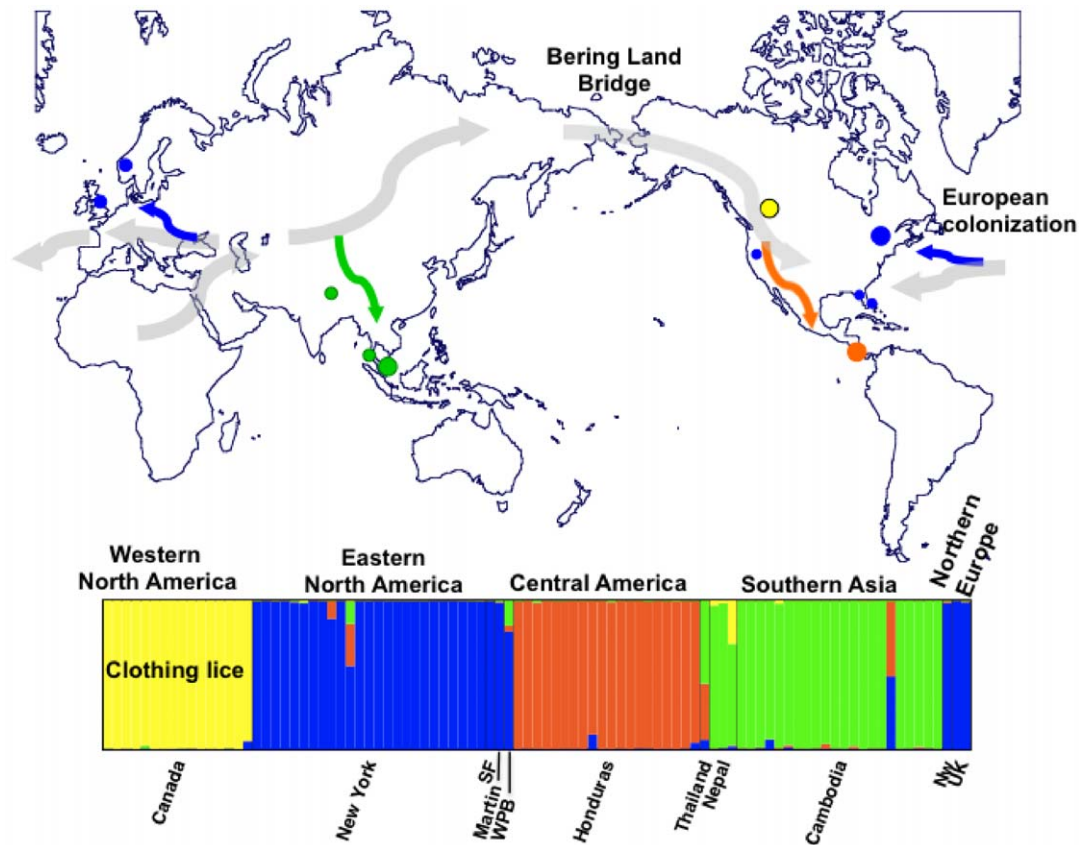 Bering Land
Bridge
European
colonization
Western
North America
Eastern
North America
Central America
Southern Asia
Northern
Europe
Clothing lice
Canada
New York
SF
Martin
WPB
Honduras
Thailand
Nepal
Cambodia
UK